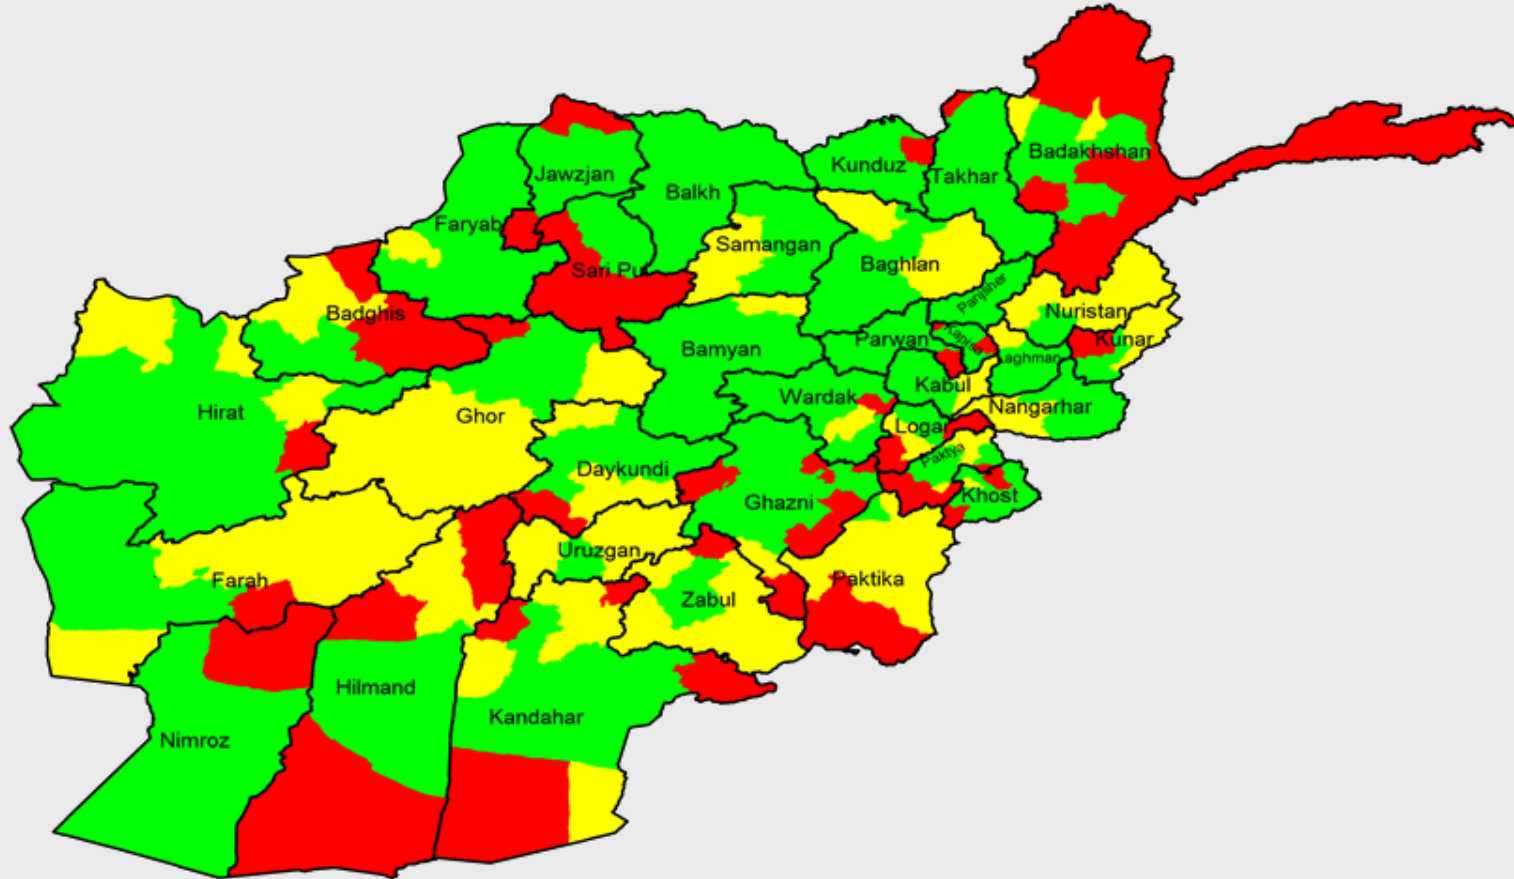 Badakhshan
Kunduz
Takhar
Jawzjan
Balkh
Faryab
Samangan
Baghlan
Sari Pu
Panjsher
Badghis
Nuristan
Parwan
Kapisa
Kunar
Bamyan
Laghman
Kabul
Wardak
Hirat
Ghor
Nangarhar
Logar
Paktya
Daykundi
Ghazni
Khost
Uruzgan
Farah
Paktika
Zabul
Hilmand
Kandahar
Nimroz